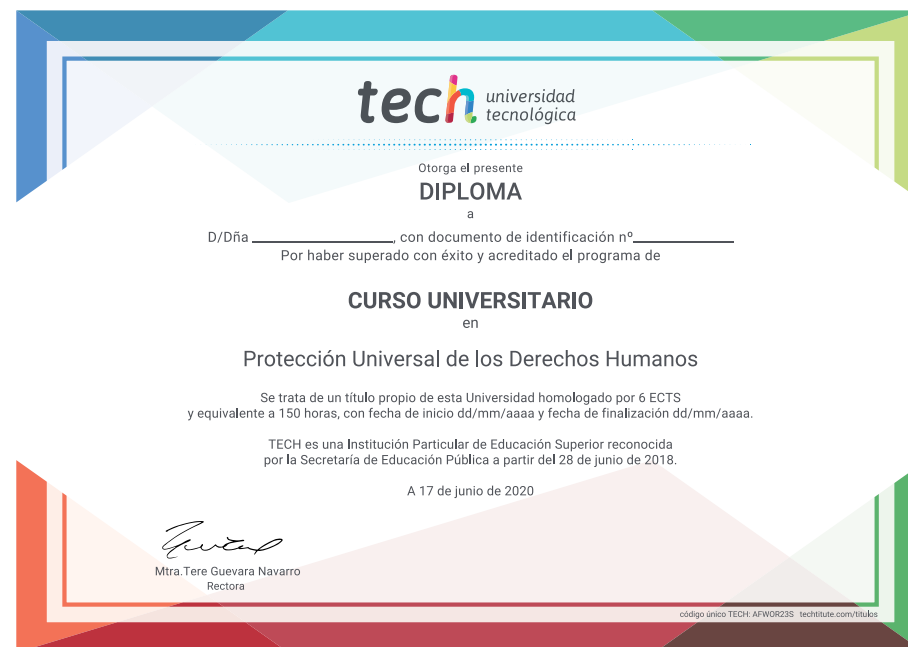 tech universidad
tecnológica
Otorga el presente
DIPLOMA
a
D/Dña ____________, con documento de identificación nº____________
Por haber superado con éxito y acreditado el programa de
CURSO UNIVERSITARIO
en
Protección Universal de los Derechos Humanos
Se trata de un título propio de esta Universidad homologado por 6 ECTS
y equivalente a 150 horas, con fecha de inicio dd/mm/aaaa y fecha de finalización dd/mm/aaaa.
TECH es una Institución Particular de Educación Superior reconocida
por la Secretaría de Educación Pública a partir del 28 de junio de 2018.
A 17 de junio de 2020
Mtra.Tere Guevara Navarro
Rectora
código único TECH: AFWOR23S techtitute.com/titulos